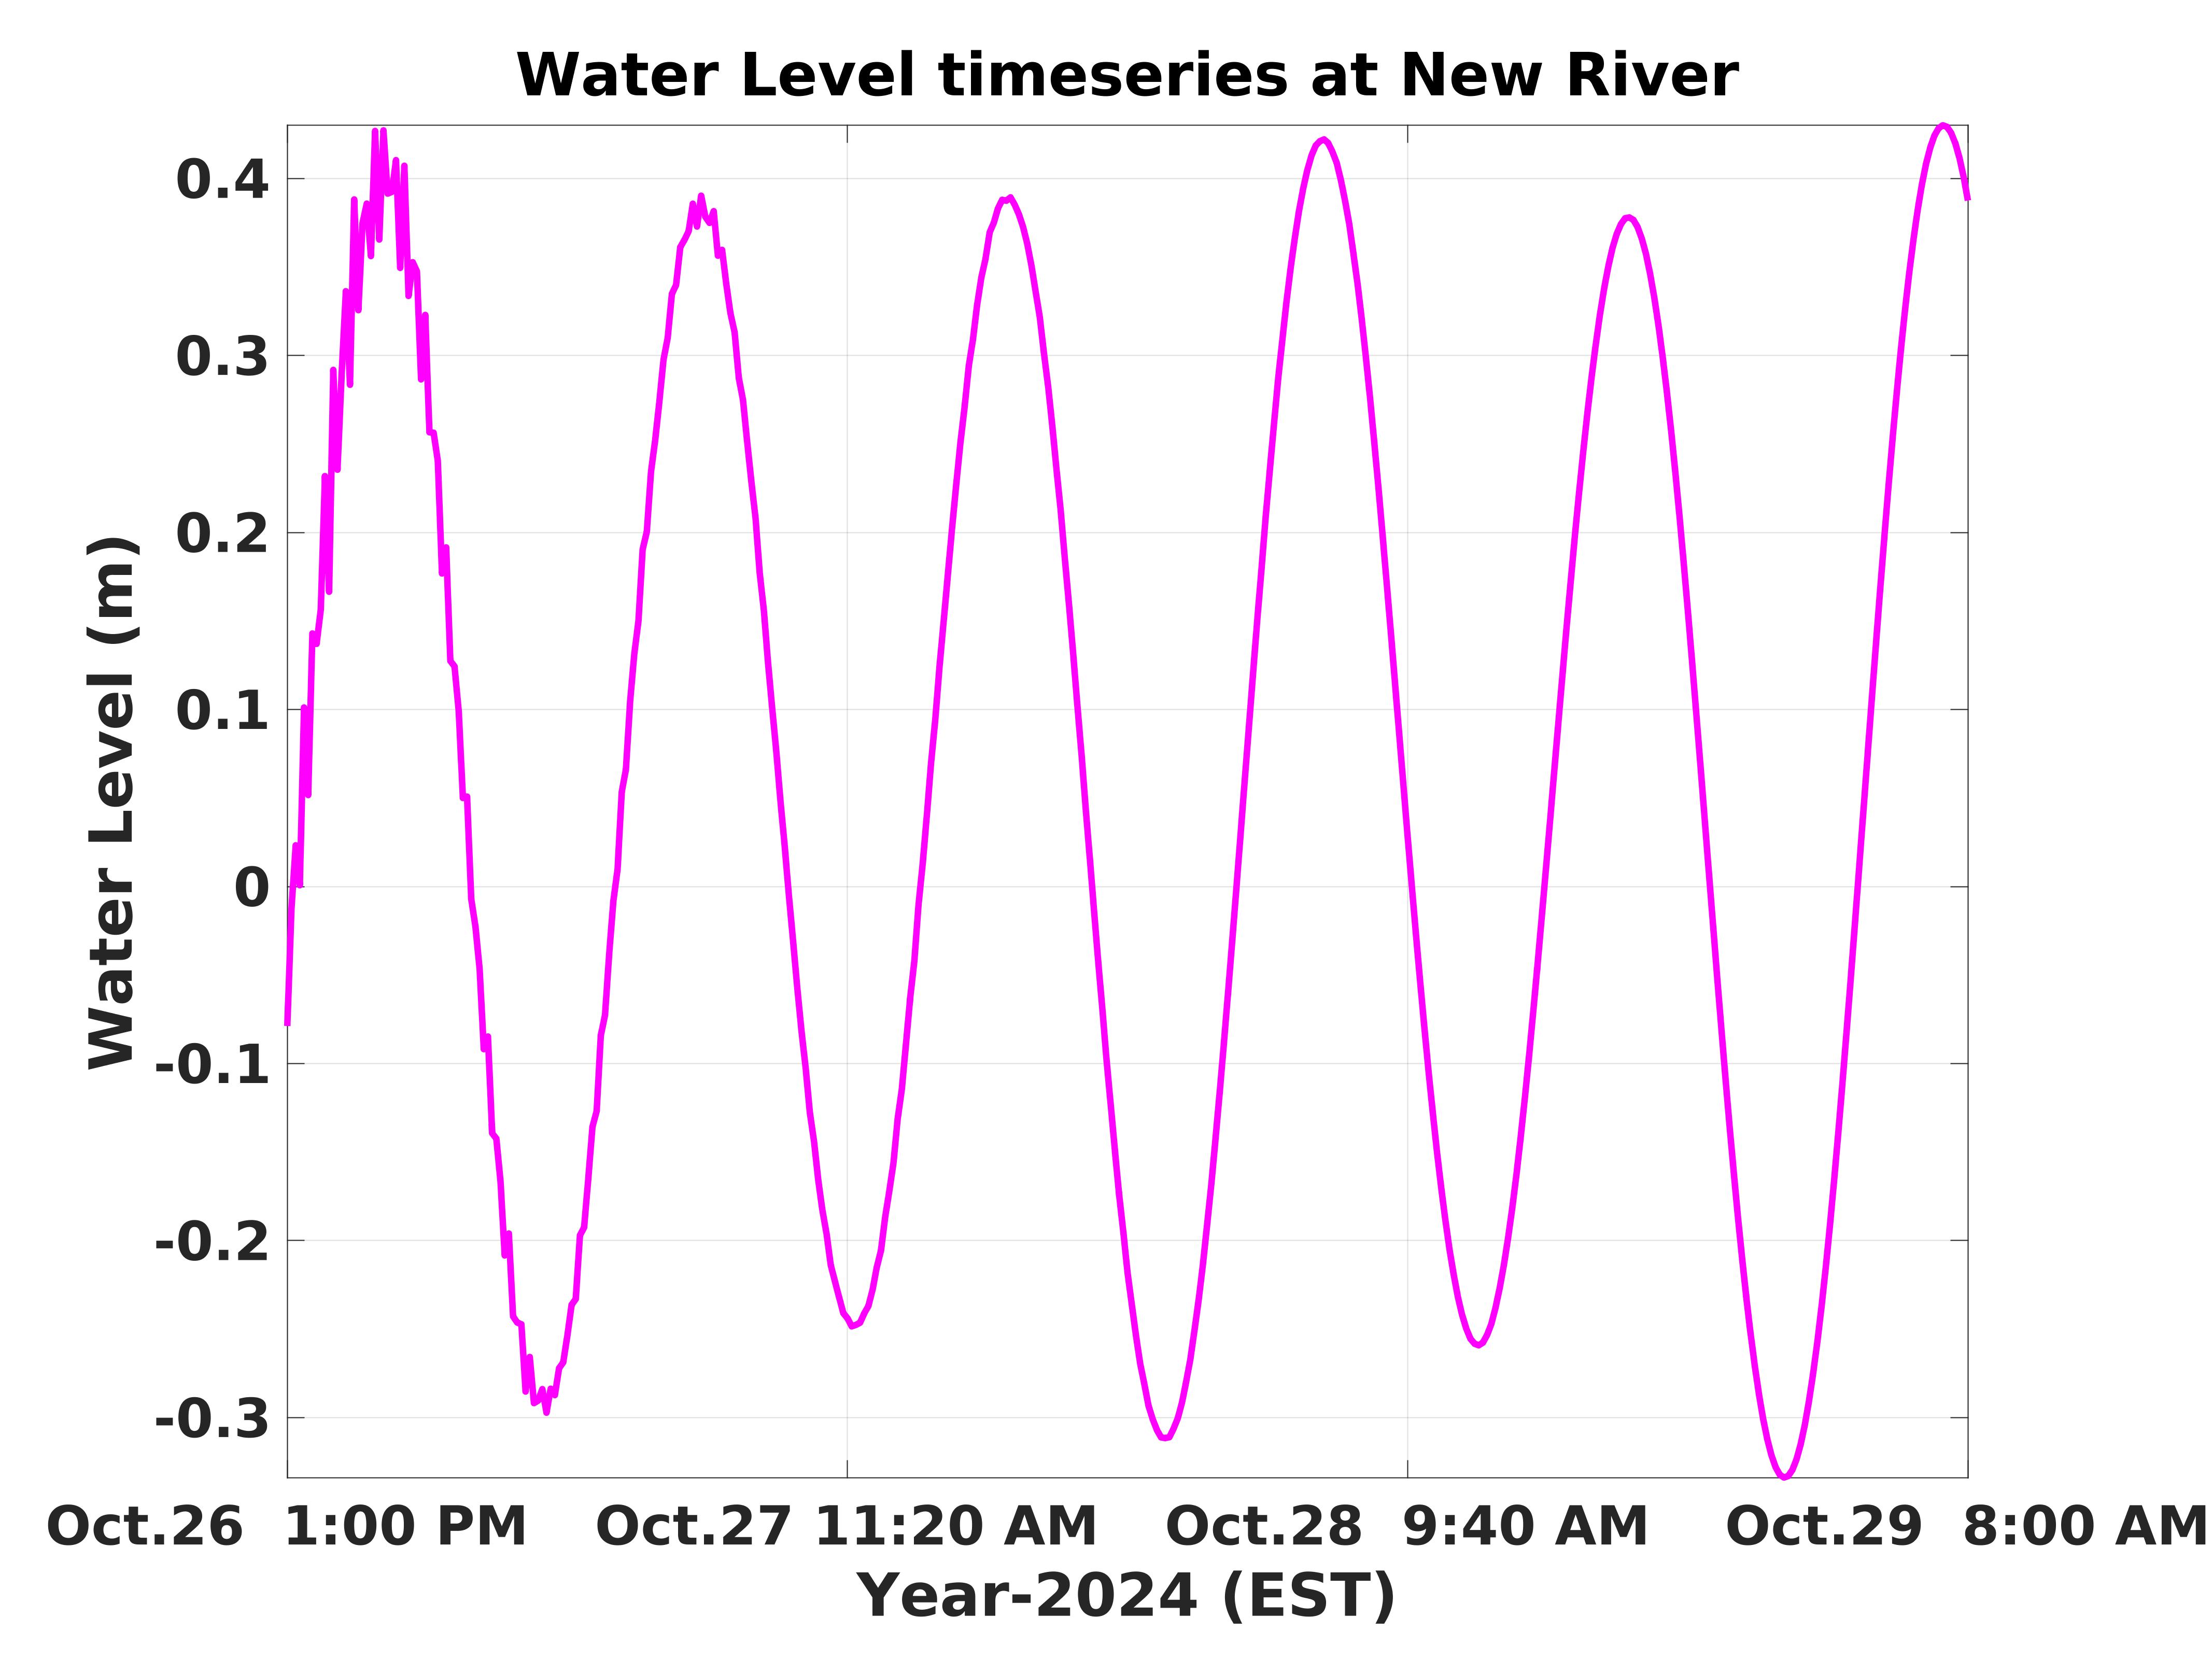 Water Level timeseries at New River
Water Level (m)
0.4
0.3
0.2
0.1
0
-0.1
-0.2
-0.3
Oct.26 1:00 PM
Oct.27 11:20 AM
Oct.28 9:40 AM
Oct.29 8:00 AM
Year-2024 (EST)